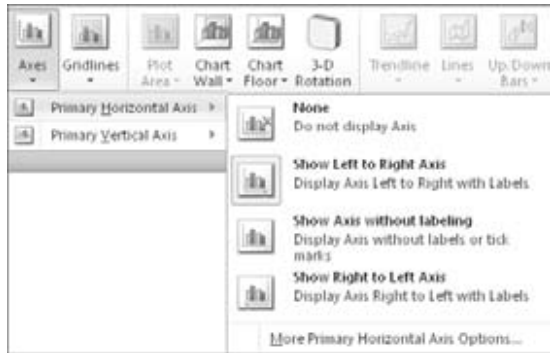 Axes
Gridlines
Plot Area
Chart Wall
Chart Floor
3-D Rotation
Trendline
Lines
Up/Down Bars
Primary Horizontal Axis
Primary Vertical Axis
None
Do not display Axis
Show Left to Right Axis
Display Axis Left to Right with Labels
Show Axis without labeling
Display Axis without labels or tick
marks
Show Right to Left Axis
Display Axis Right to Left with Labels
More Primary Horizontal Axis Options...